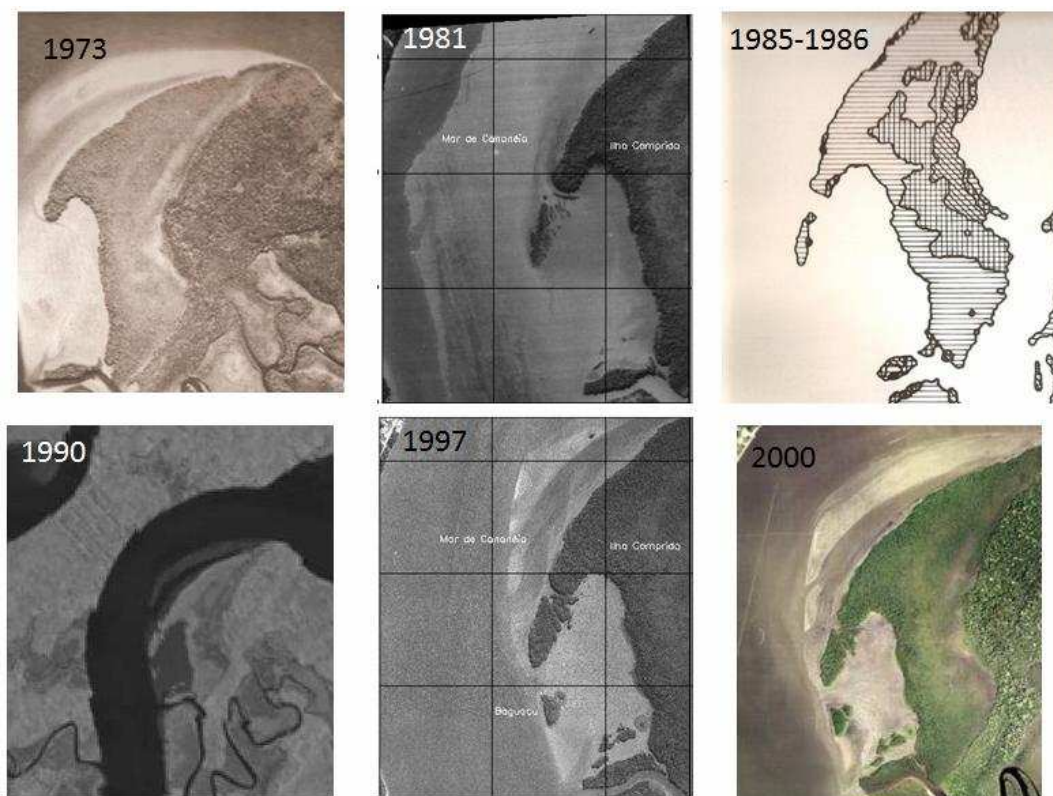 1973
1981
Mar de Cananéia
Ilha Comprida
1985-1986
1990
1997
Mar de Cananéia
Ilha Comprida
Baguaçu
2000